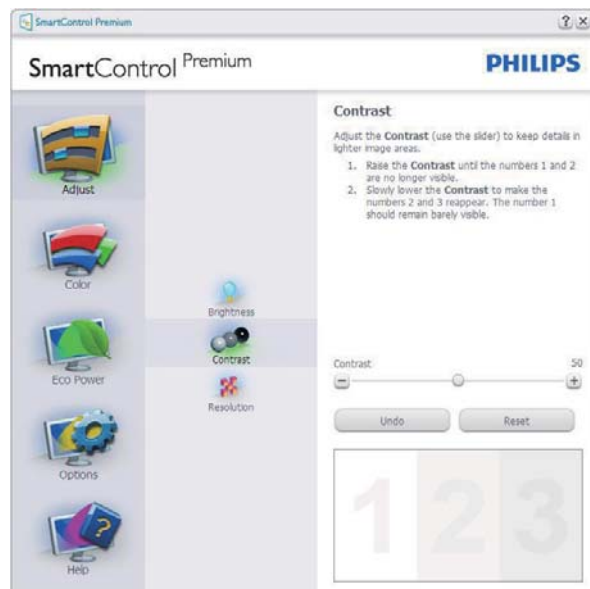 SmartControl Premium
SmartControl Premium
PHILIPS
Adjust
Color
Eco Power
Options
Help
Brightness
Contrast
Resolution
Contrast
Adjust the Contrast (use the slider) to keep details in
lighter image areas.
1. Raise the Contrast until the numbers 1 and 2
are no longer visible.
2. Slowly lower the Contrast to make the
numbers 2 and 3 reappear. The number 1
should remain barely visible.
Contrast 50
Undo Reset
1 2 3